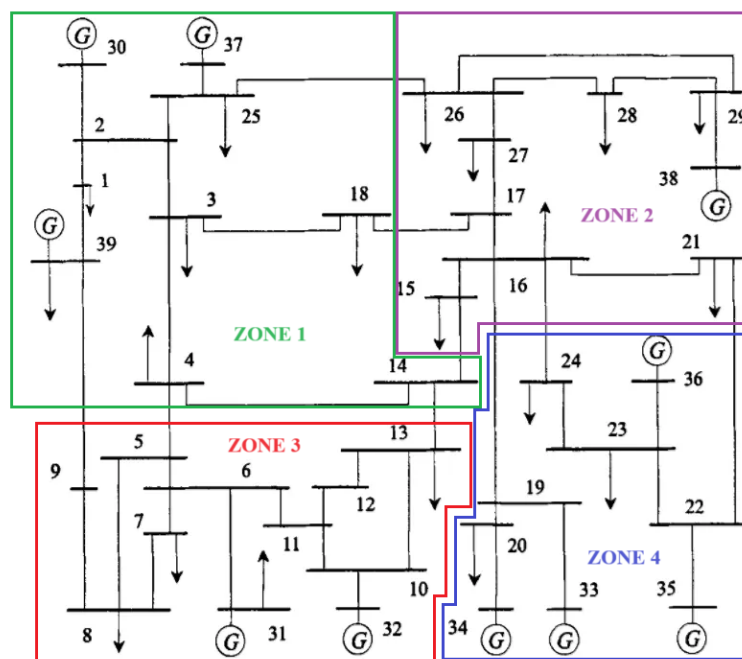 G 30 G 37
25 26 28 29
2 27
1 3 18 17 38
G G
39 ZONE 2 21
15 16
ZONE 1
4 14 24 G 36
5 ZONE 3 13
6 23
9 12 19 22
7 11 20 ZONE 4
10
8 31 32 34 33 35
G G G G G